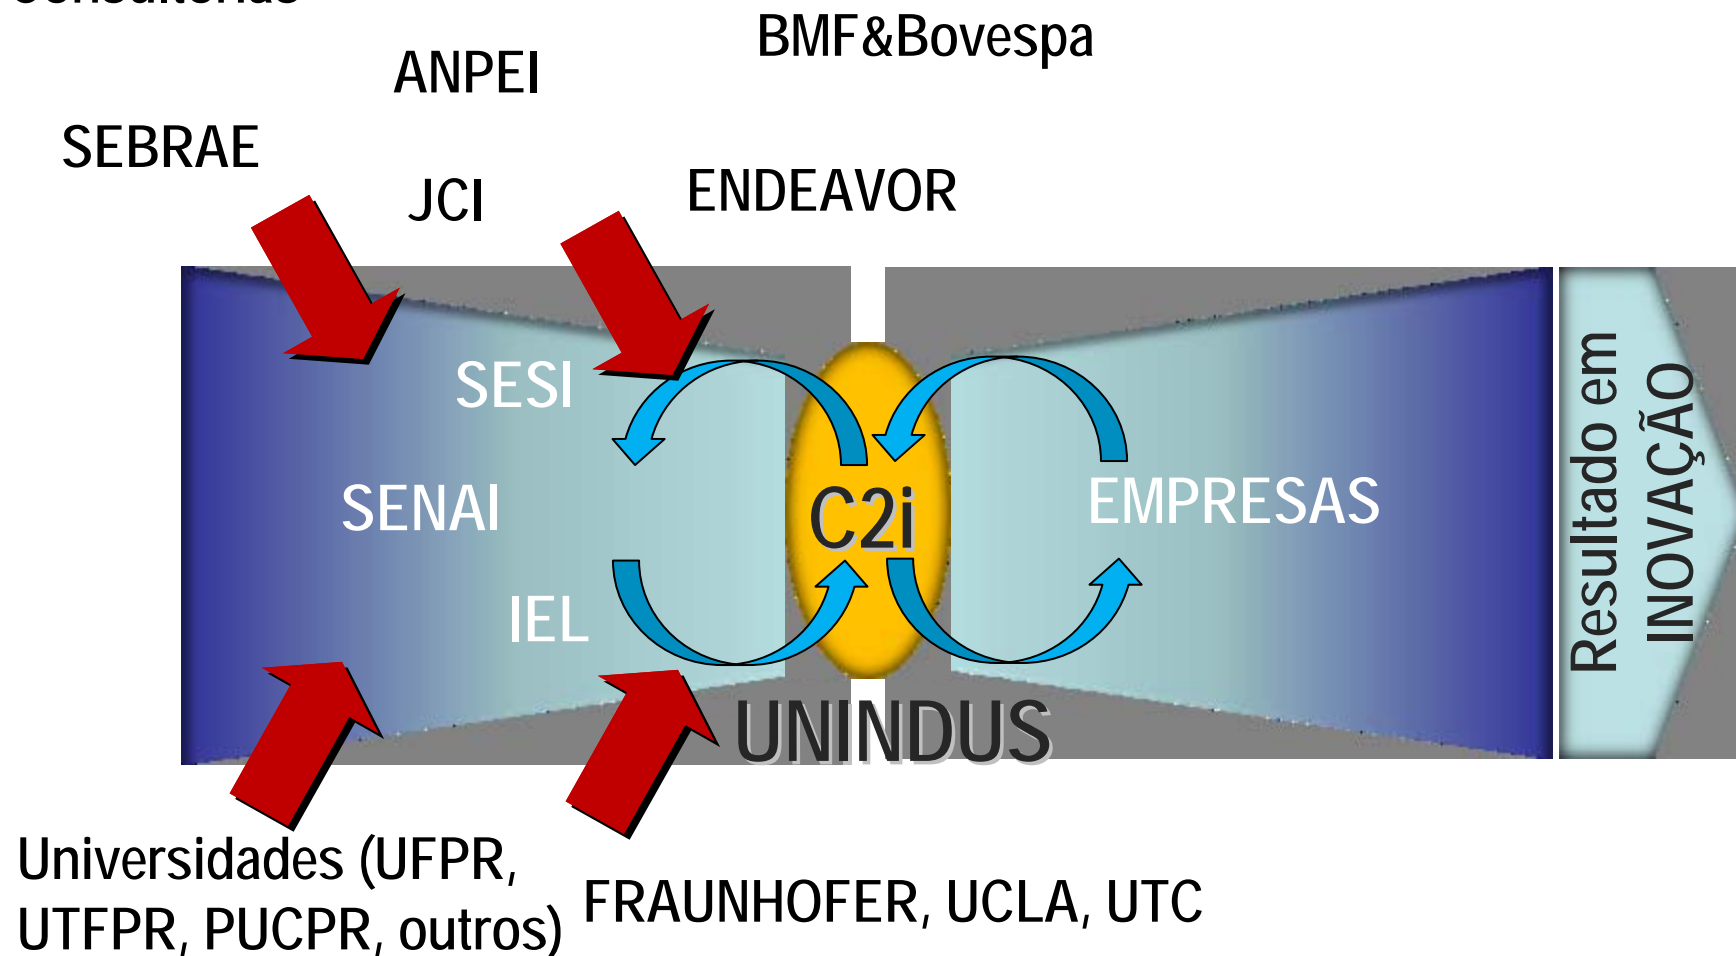 BMF&Bovespa
ANPEI
SEBRAE
JCI
ENDEAVOR
SESI
SENAI
IEL
C2i
EMPRESAS
UNINDUS
Resultado em
INOVAÇÃO
Universidades (UFPR,
UTFPR, PUCPR, outros)
FRAUNHOFER, UCLA, UTC